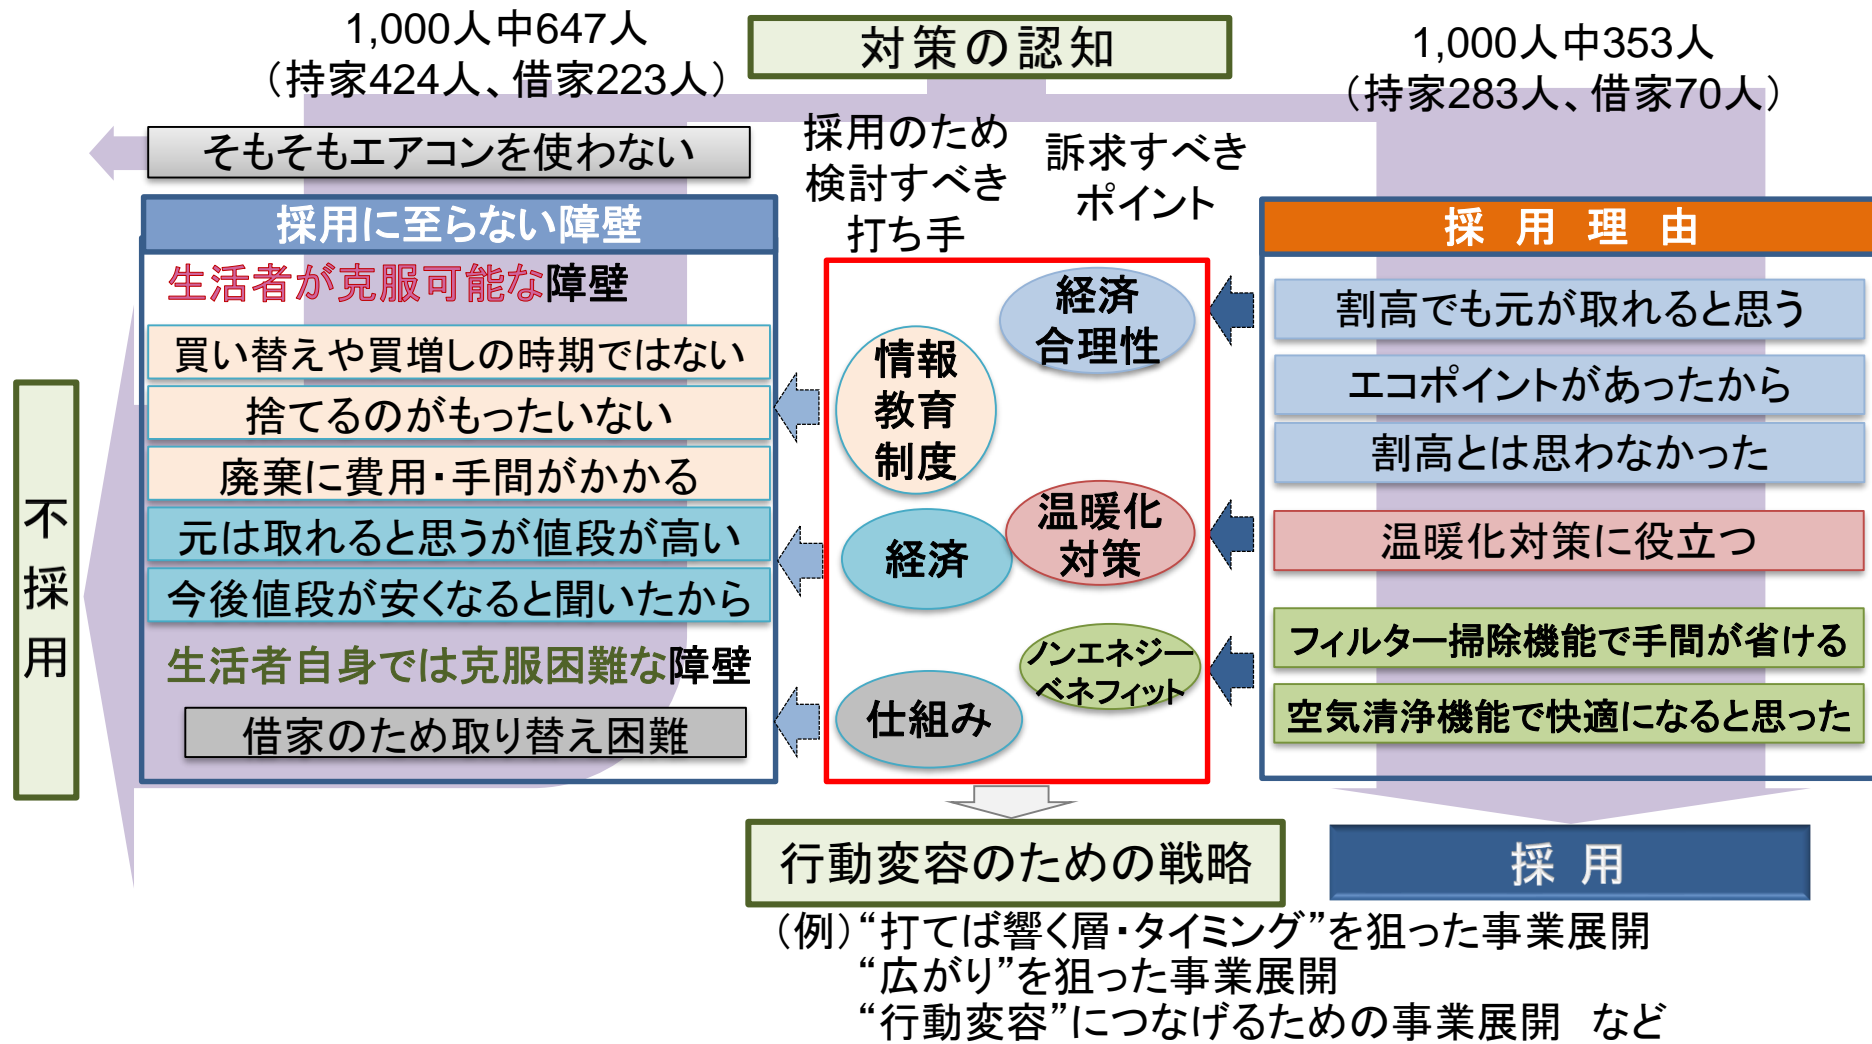 1,000人中647人
（持家424人、借家223人）
対策の認知
1,000人中353人
（持家283人、借家70人）
そもそもエアコンを使わない
採用のため
検討すべき
打ち手
訴求すべき
ポイント
採用に至らない障壁
生活者が克服可能な障壁
買い替えや買増しの時期ではない
捨てるのがもったいない
廃棄に費用・手間がかかる
元は取れると思うが値段が高い
今後値段が安くなると聞いたから
生活者自身では克服困難な障壁
借家のため取り替え困難
不採用
情報
教育
制度
経済
仕組み
経済
合理性
温暖化
対策
ノンエネジー
ベネフィット
採用理由
割高でも元が取れると思う
エコポイントがあったから
割高とは思わなかった
温暖化対策に役立つ
フィルター掃除機能で手間が省ける
空気清浄機能で快適になると思った
行動変容のための戦略
採用
（例）“打てば響く層・タイミング”を狙った事業展開
“広がり”を狙った事業展開
“行動変容”につなげるための事業展開　など